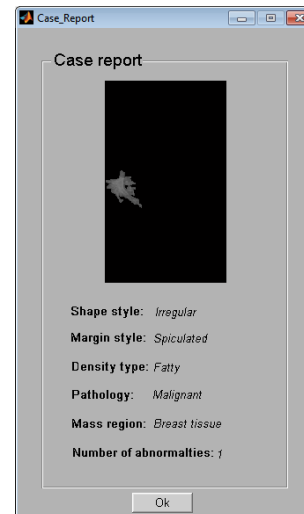 Case_Report
Case report
Shape style: Irregular
Margin style: Spiculated
Density type: Fatty
Pathology: Malignant
Mass region: Breast tissue
Number of abnormalties: 1
Ok